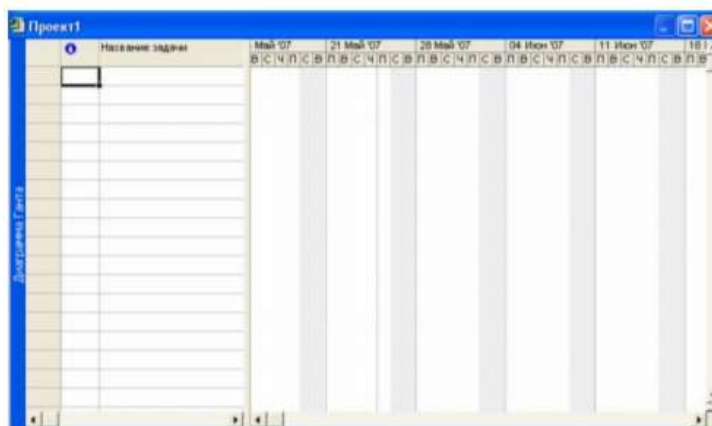 Проект1
Название задачи
Май '07 21 Май '07 28 Май '07 04 Июн '07 11 Июн '07 18
В С Ч П С В П В С Ч П С В П В С Ч П С В П В С Ч П С В П В С Ч П С В П В
Диаграмма Ганта